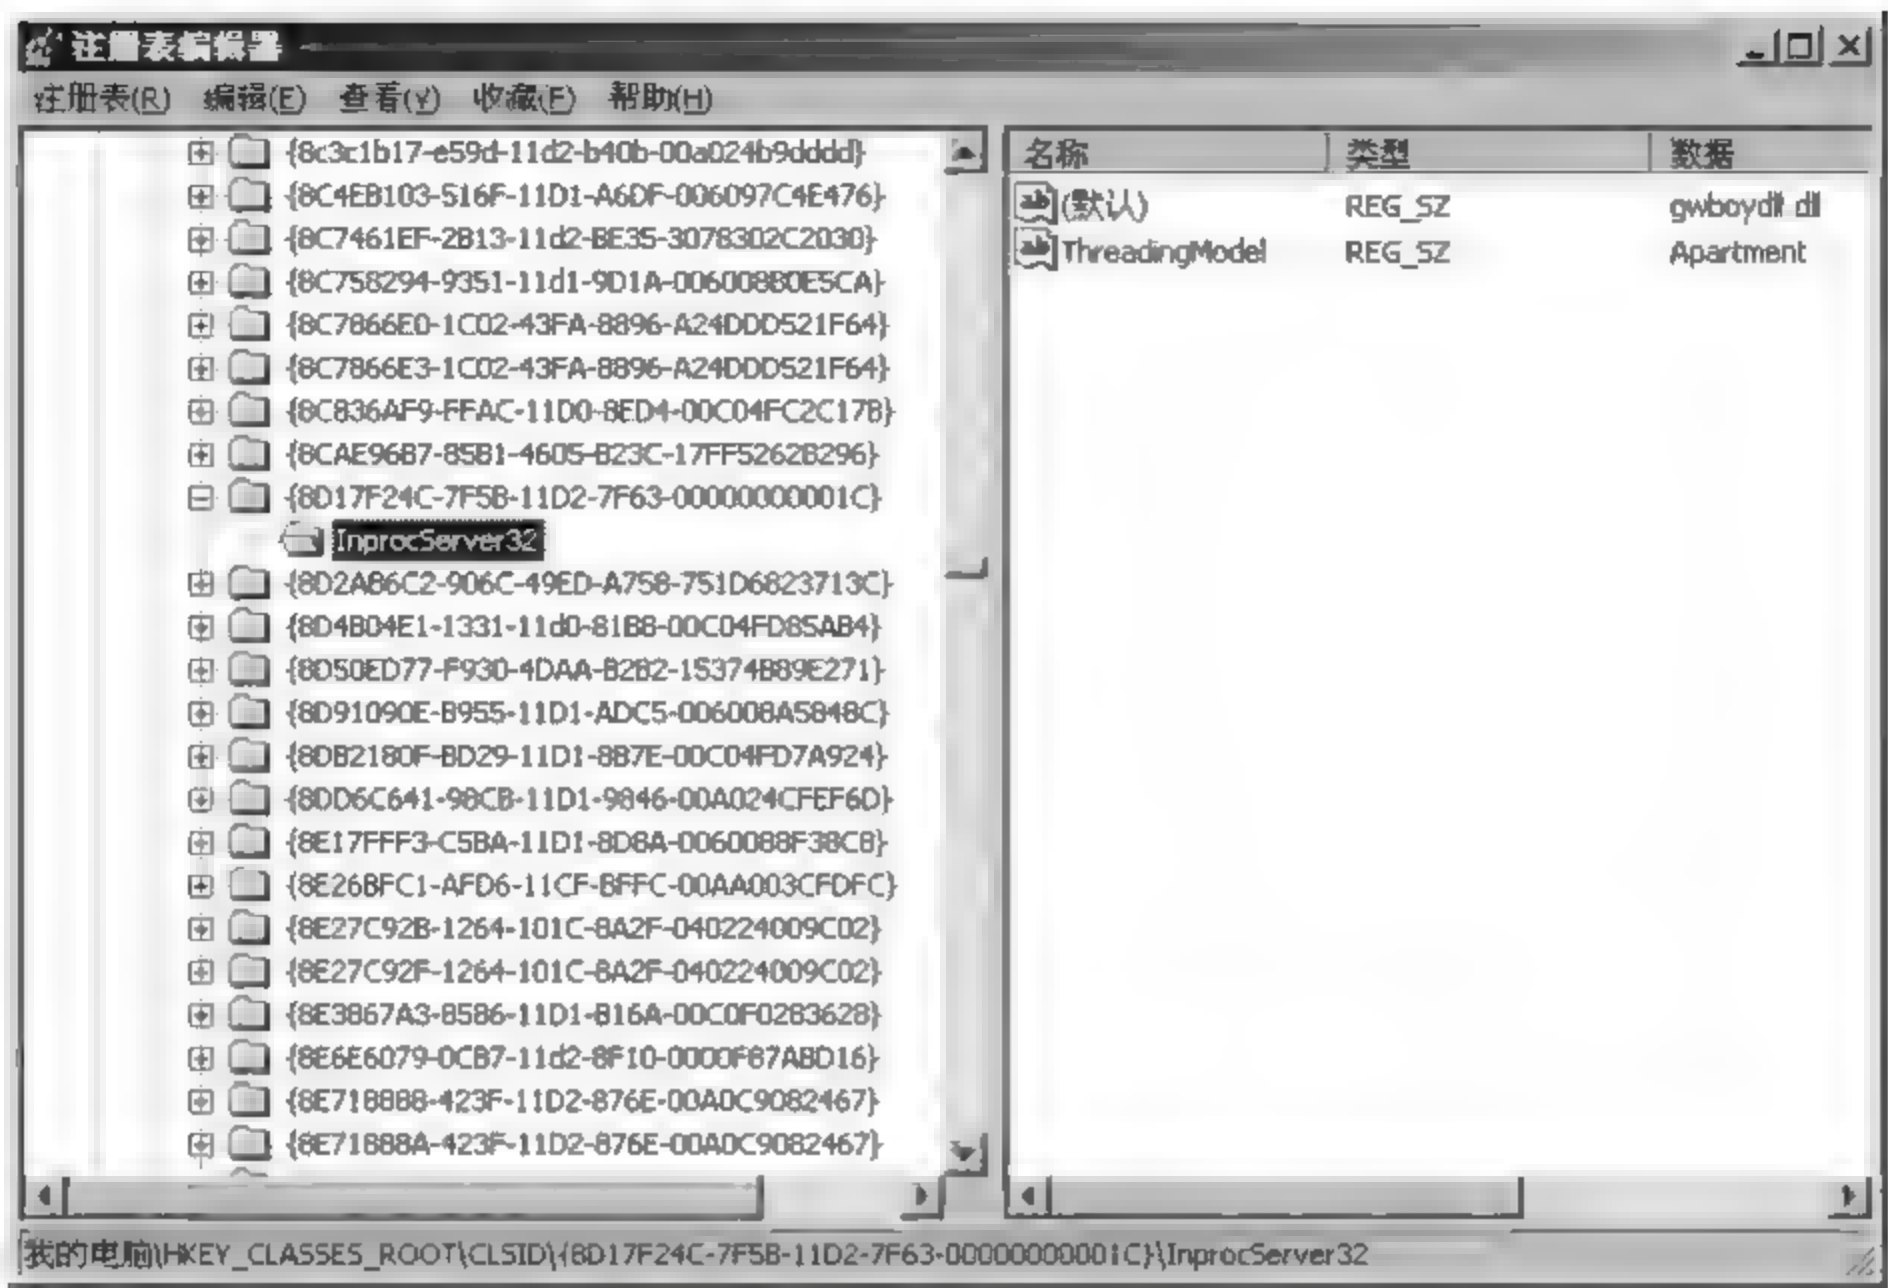 注册表编辑器
注册表(R) 编辑(E) 查看(V) 收藏(F) 帮助(H)
{8c3c1b17-e59d-11d2-b40b-00a024b9dddd}
{8C4EB103-516F-11D1-A6DF-006097C4E476}
{8C7461EF-2B13-11d2-BE35-3078302C2030}
{8C758294-9351-11d1-9D1A-006008B0E5CA}
{8C7866E0-1C02-43FA-8896-A24DDD521F64}
{8C7866E3-1C02-43FA-8896-A24DDD521F64}
{8C836AF9-FFAC-11D0-8ED4-00C04FC2C17B}
{8CAE96B7-85B1-4605-B23C-17FF5262B296}
{8D17F24C-7F5B-11D2-7F63-00000000001C}
InprocServer32
{8D2AB6C2-906C-49ED-A758-751D6823713C}
{8D4B04E1-1331-11d0-81B8-00C04FD85AB4}
{8D50ED77-F930-4DAA-B2B2-15374B89E271}
{8D91090E-B955-11D1-ADC5-006008A5848C}
{8DB2180F-BD29-11D1-8B7E-00C04FD7A924}
{8DD6C641-98CB-11D1-9846-00A024CFEF6D}
{8E17FFF3-C5BA-11D1-8D8A-0060088F38C8}
{8E26BFC1-AFD6-11CF-BFFC-00AA003CFDFC}
{8E27C92B-1264-101C-8A2F-040224009C02}
{8E27C92F-1264-101C-8A2F-040224009C02}
{8E3867A3-8586-11D1-B16A-00C0F0283628}
{8E6E6079-0CB7-11d2-8F10-0000F87ABD16}
{8E718888-423F-11D2-876E-00A0C9082467}
{8E71888A-423F-11D2-876E-00A0C9082467}
名称 类型 数据
(默认) REG_SZ gwboydll.dll
ThreadingModel REG_SZ Apartment
我的电脑\HKEY_CLASSES_ROOT\CLSID\{8D17F24C-7F5B-11D2-7F63-00000000001C}\InprocServer32